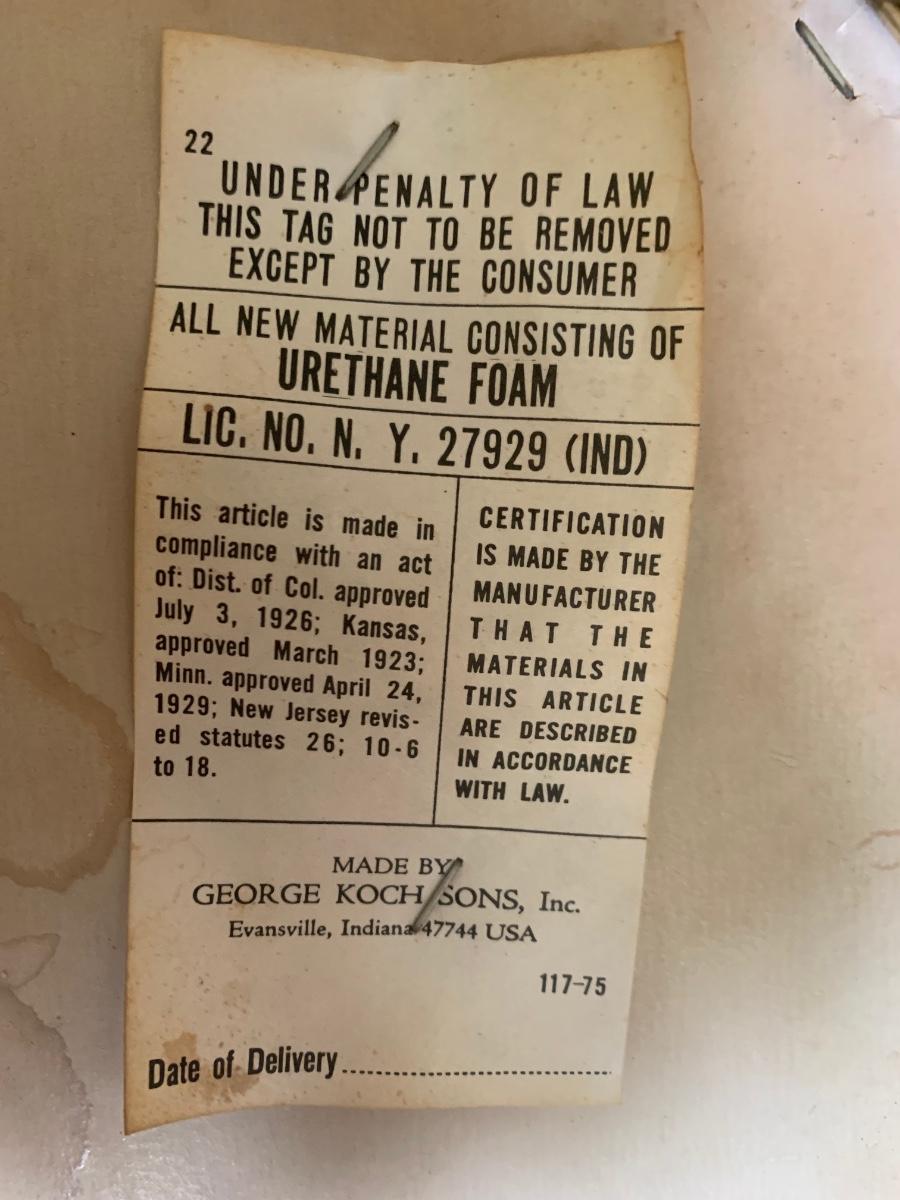 22
UNDER PENALTY OF LAW
THIS TAG NOT TO BE REMOVED
EXCEPT BY THE CONSUMER
ALL NEW MATERIAL CONSISTING OF
URETHANE FOAM
LIC. NO. N. Y. 27929 (IND)
This article is made in
compliance with an act
of: Dist. of Col. approved
July 3, 1926; Kansas,
approved March 1923;
Minn. approved April 24,
1929; New Jersey revis-
ed statutes 26; 10-6
to 18.
CERTIFICATION
IS MADE BY THE
MANUFACTURER
THAT THE
MATERIALS IN
THIS ARTICLE
ARE DESCRIBED
IN ACCORDANCE
WITH LAW.
MADE BY
GEORGE KOCH SONS, Inc.
Evansville, Indiana 47744 USA
117-75
Date of Delivery........................................